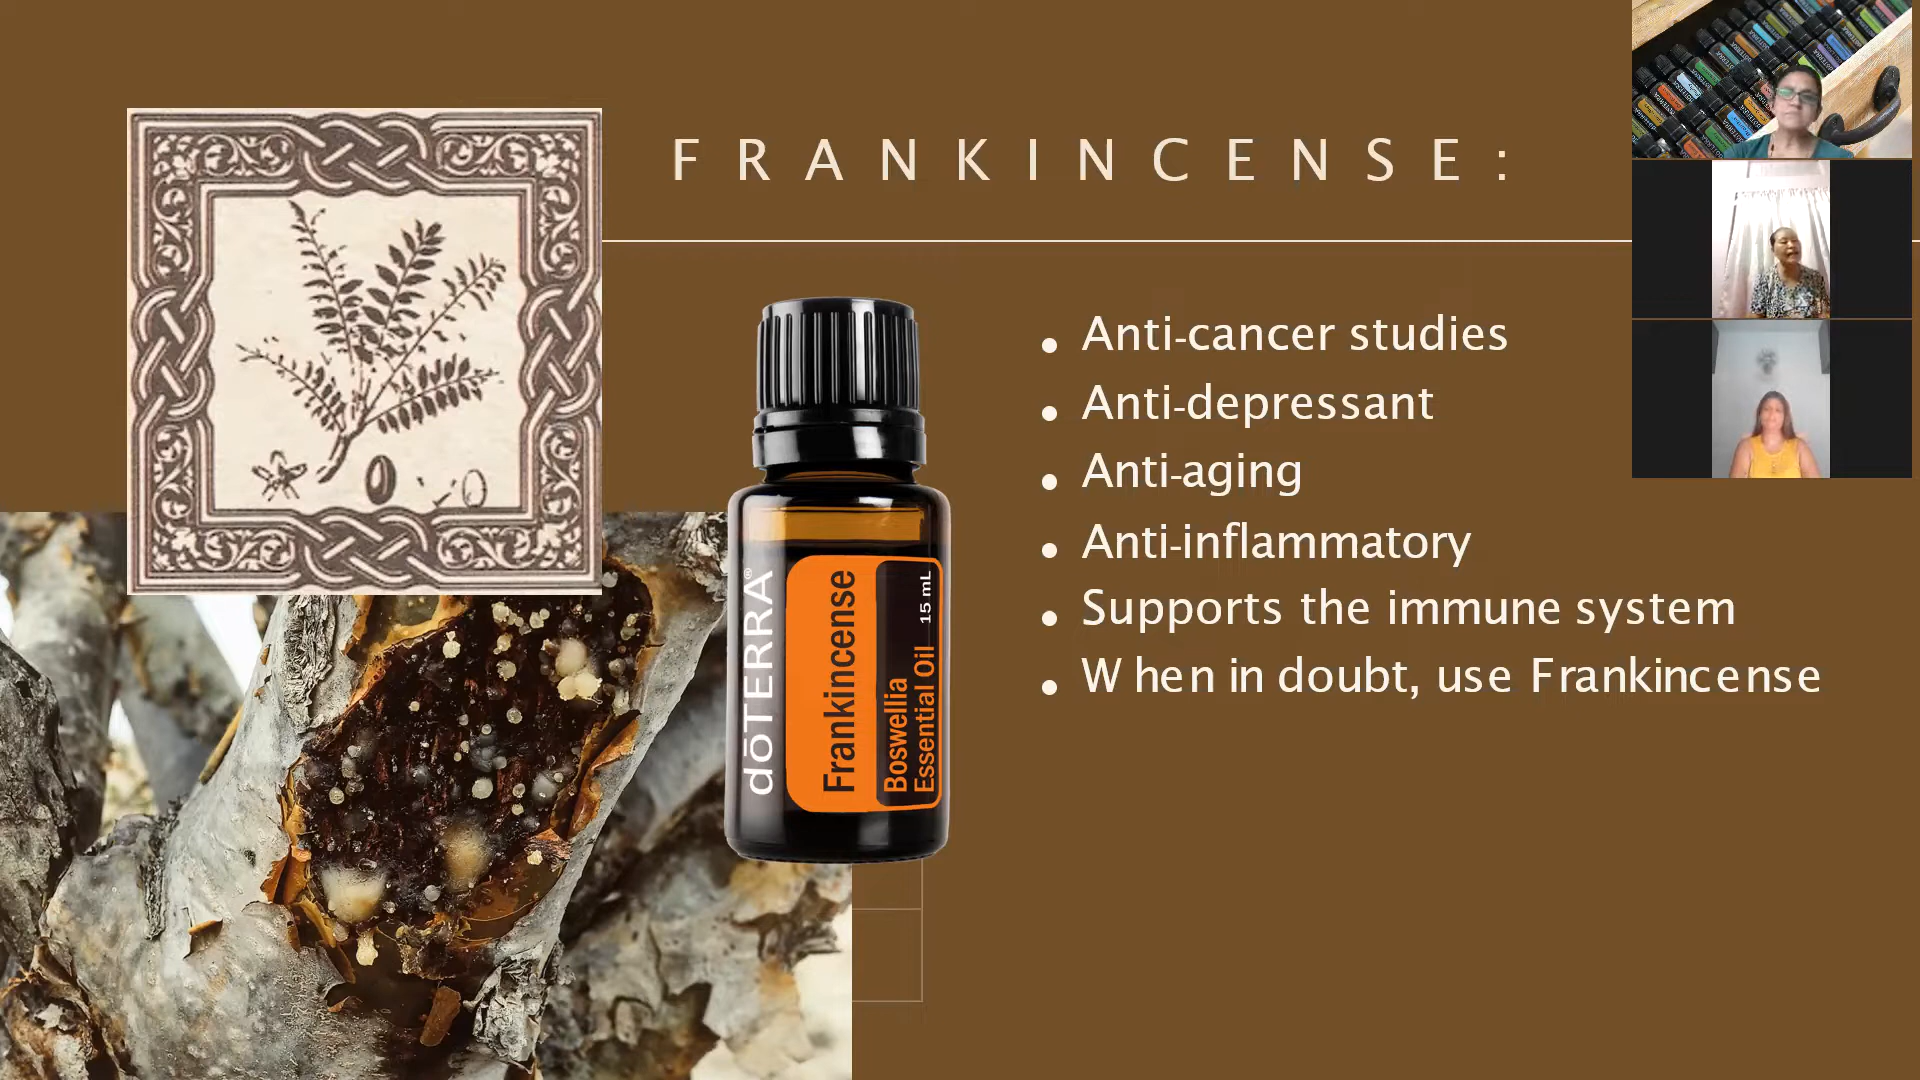 FRANKINCENSE:
Anti-cancer studies
Anti-depressant
Anti-aging
Anti-inflammatory
Supports the immune system
When in doubt, use Frankincense
dōTERRA®
Frankincense
Boswellia
Essential Oil 15 mL